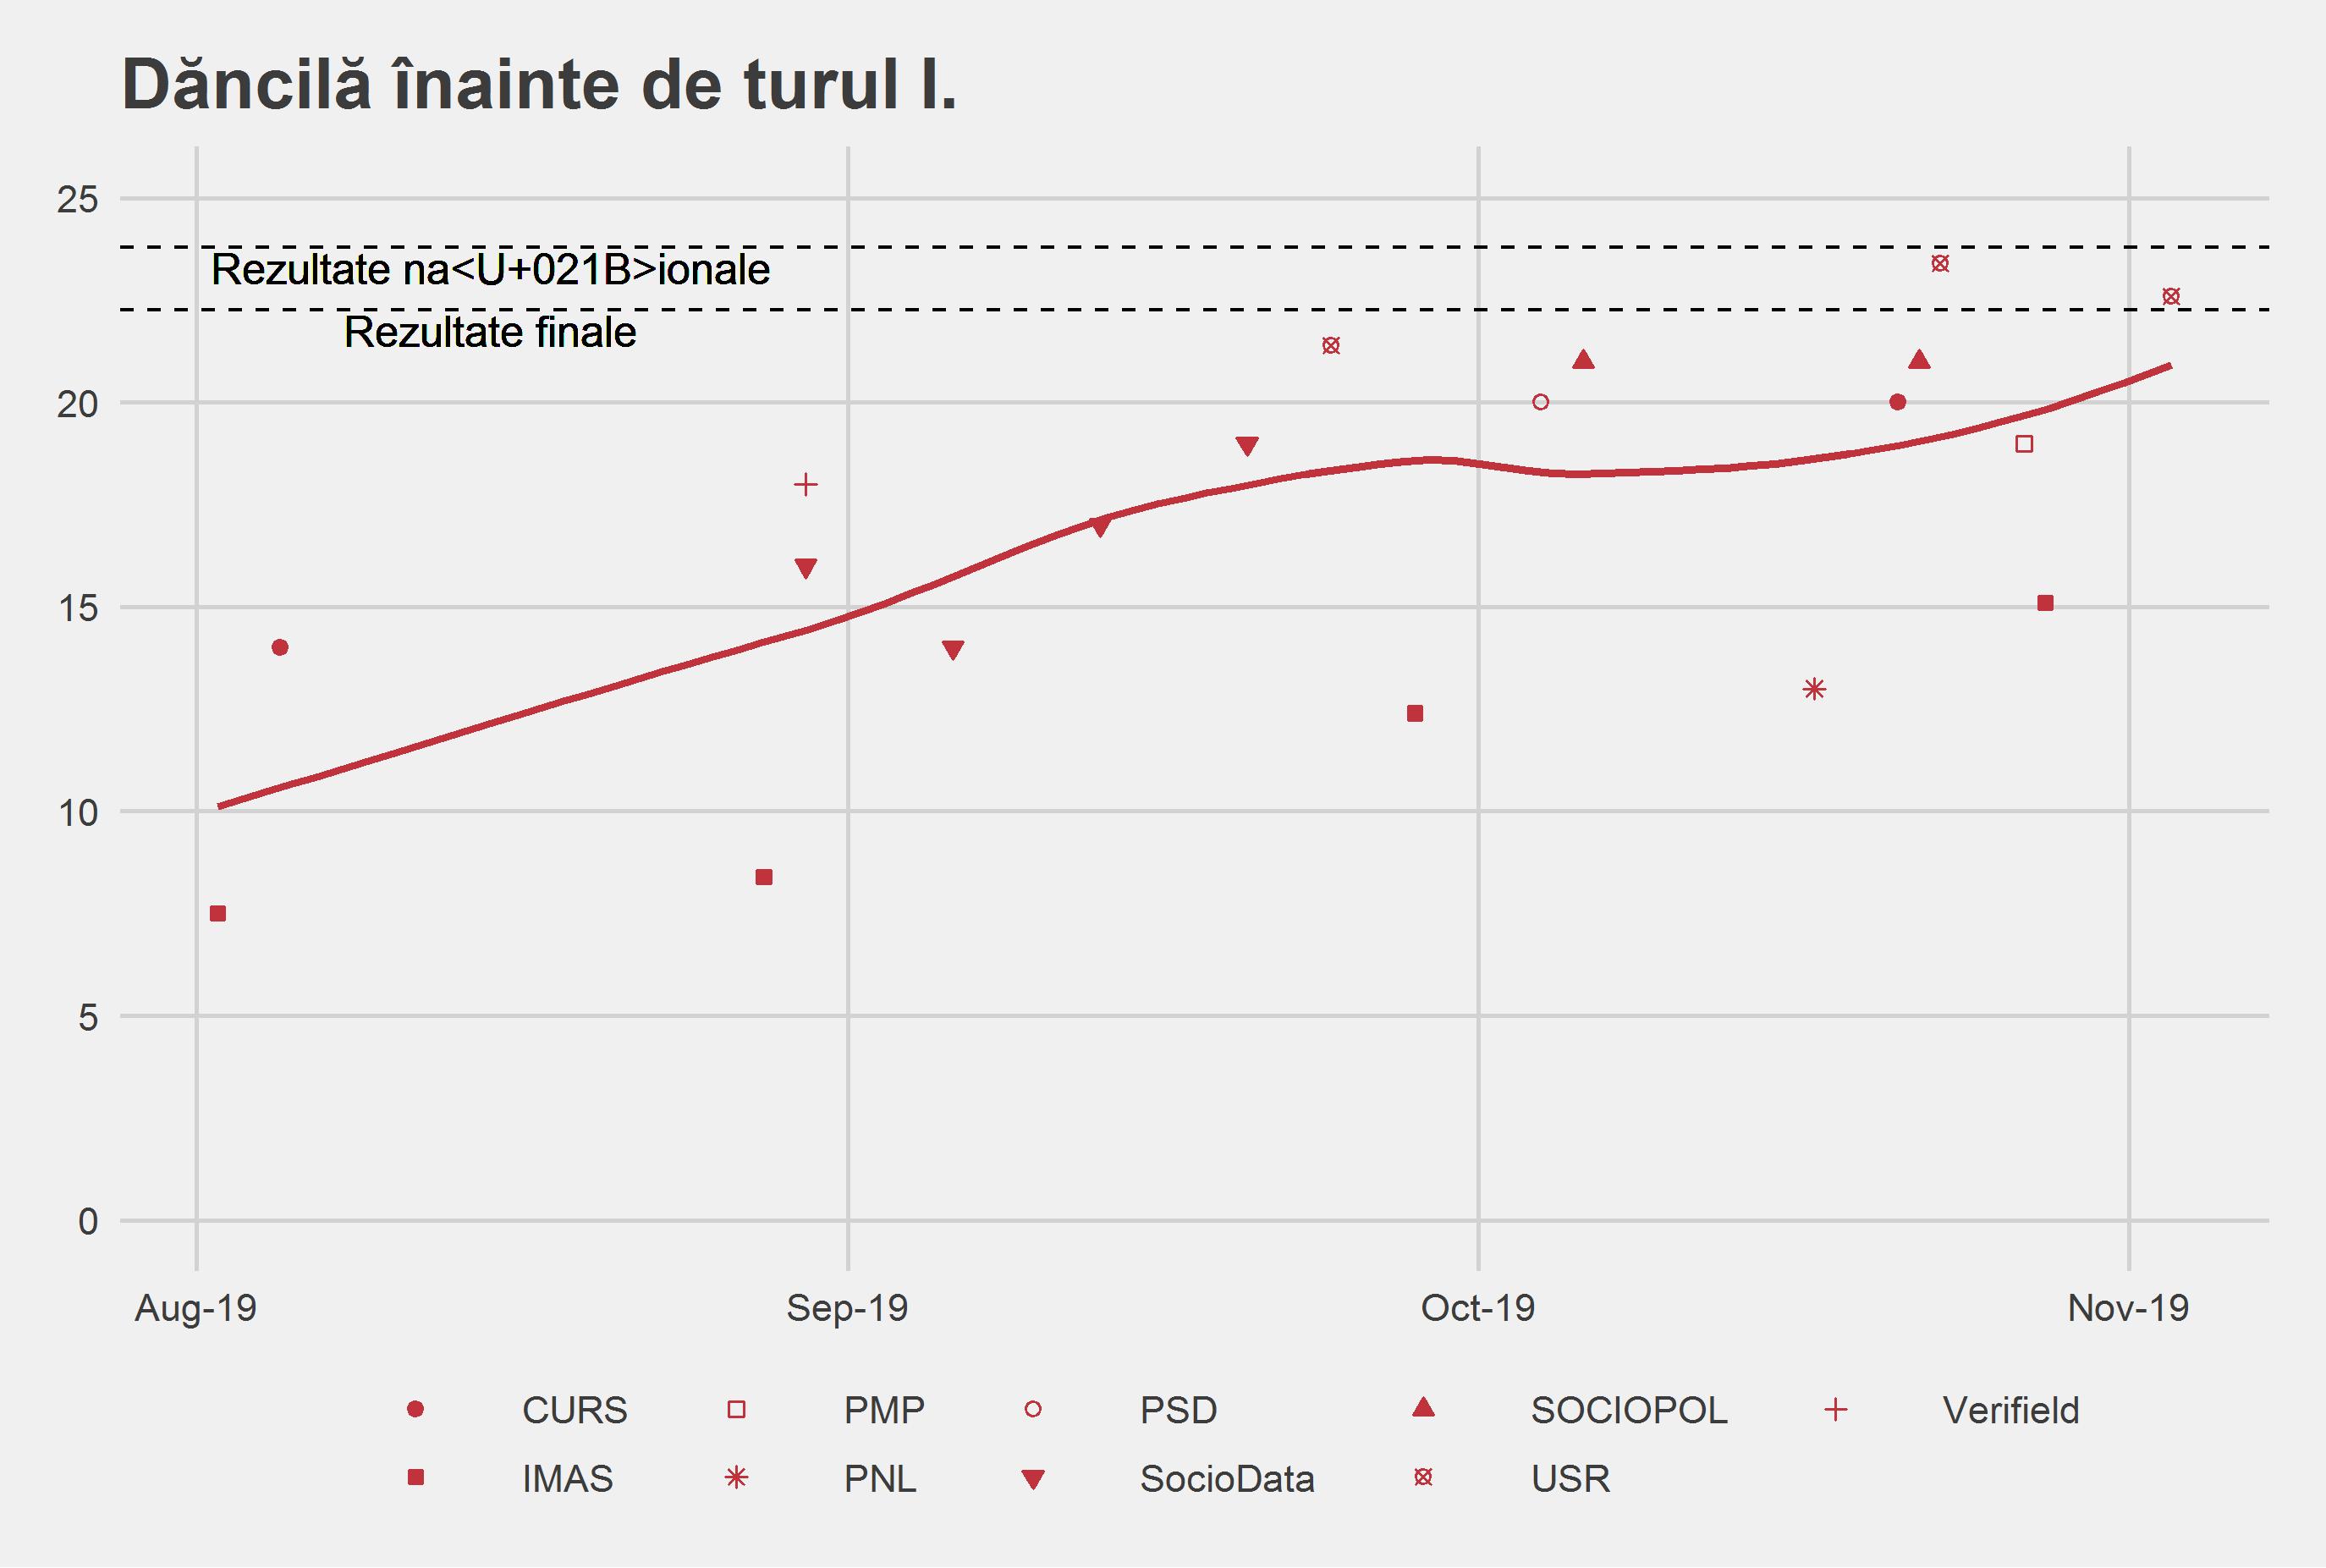 Dăncilă înainte de turul I.
25
Rezultate na<U+021B>ionale
Rezultate finale
20
15
10
5
0
Aug-19 Sep-19 Oct-19 Nov-19
CURS PMP PSD SOCIOPOL Verifield
IMAS PNL SocioData USR